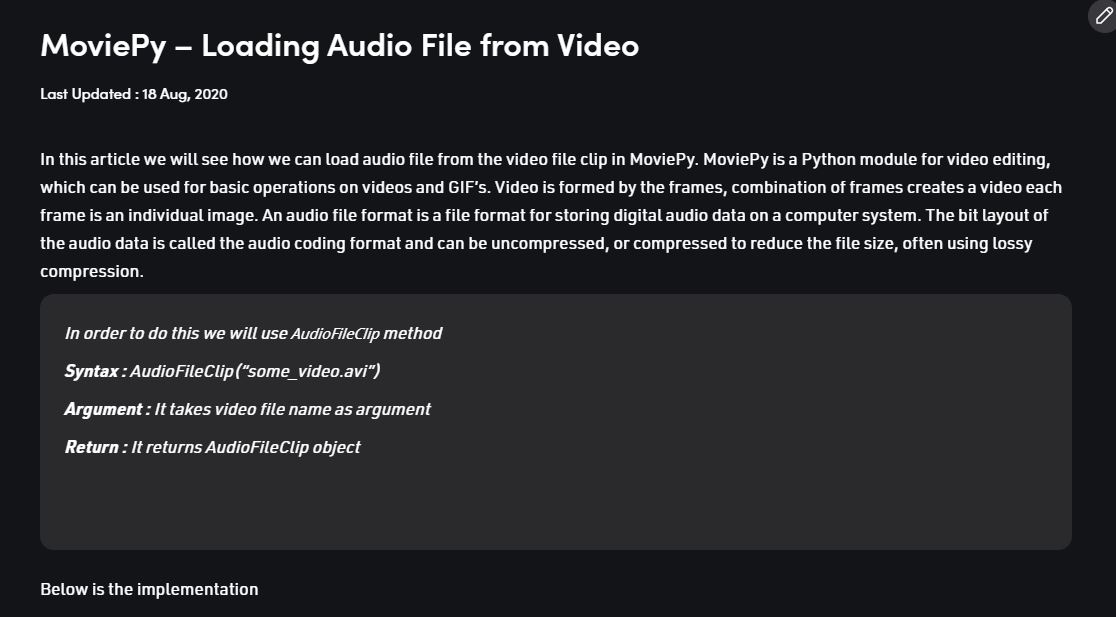 MoviePy – Loading Audio File from Video
Last Updated : 18 Aug, 2020
In this article we will see how we can load audio file from the video file clip in MoviePy. MoviePy is a Python module for video editing,
which can be used for basic operations on videos and GIF’s. Video is formed by the frames, combination of frames creates a video each
frame is an individual image. An audio file format is a file format for storing digital audio data on a computer system. The bit layout of
the audio data is called the audio coding format and can be uncompressed, or compressed to reduce the file size, often using lossy
compression.
In order to do this we will use AudioFileClip method
Syntax : AudioFileClip(“some_video.avi”)
Argument : It takes video file name as argument
Return : It returns AudioFileClip object
Below is the implementation